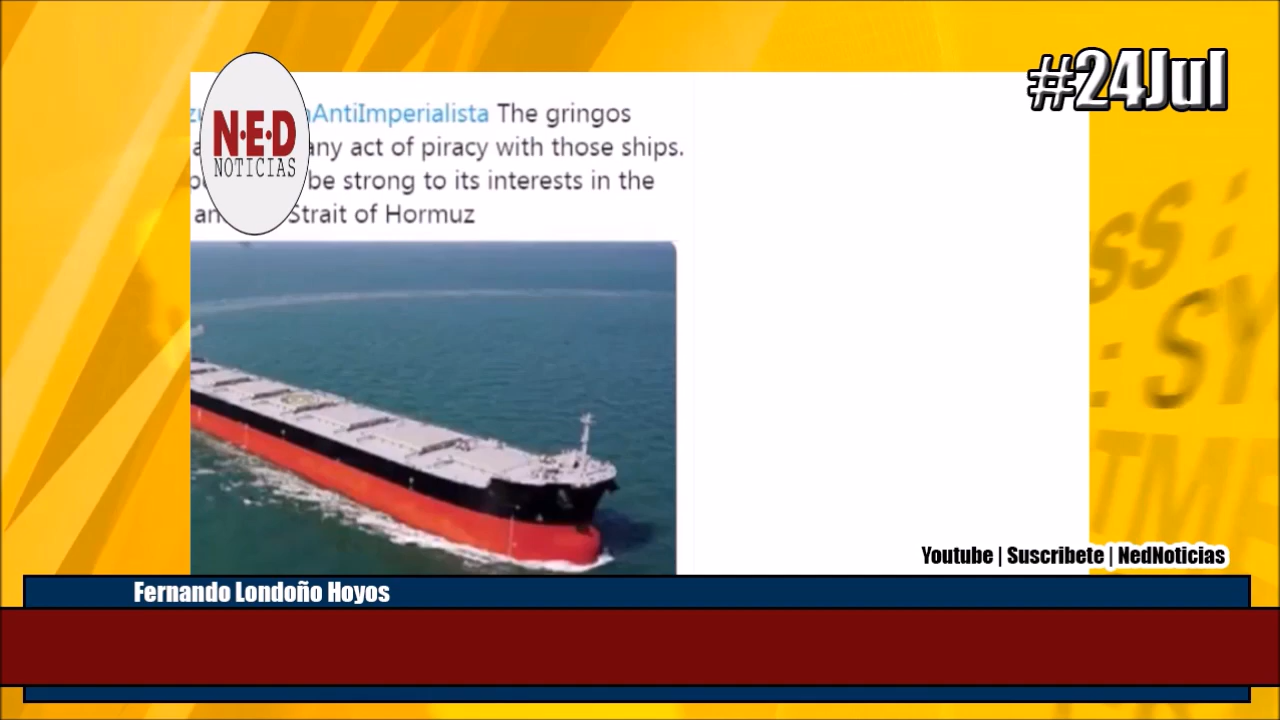 #24Jul
N·E·D
NOTICIAS
AntiImperialista The gringos
any act of piracy with those ships.
be strong to its interests in the
Strait of Hormuz
Youtube | Suscribete | NedNoticias
Fernando Londoño Hoyos